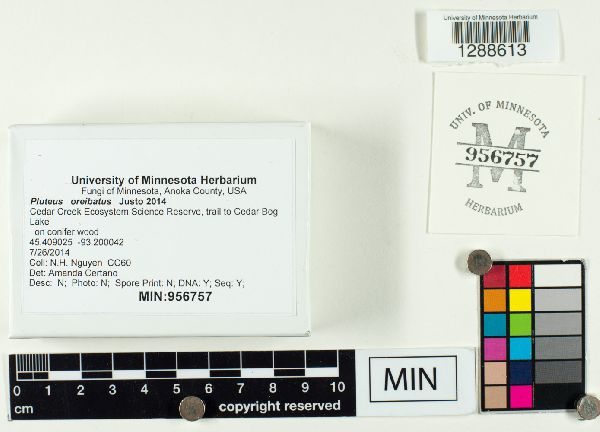 University of Minnesota Herbarium
1288613
UNIV. OF MINNESOTA
M
956757
HERBARIUM
University of Minnesota Herbarium
Fungi of Minnesota, Anoka County, USA
Pluteus oreibatus Justo 2014
Cedar Creek Ecosystem Science Reserve, trail to Cedar Bog
Lake
on conifer wood
45.409025 -93.200042
7/26/2014
Coll: N.H. Nguyen CC60
Det: Amanda Certano
Desc: N; Photo: N; Spore Print: N, DNA: Y; Seq: Y;
MIN:956757
0 1 2 3 4 5 6 7 8 9 10
cm
copyright reserved
MIN